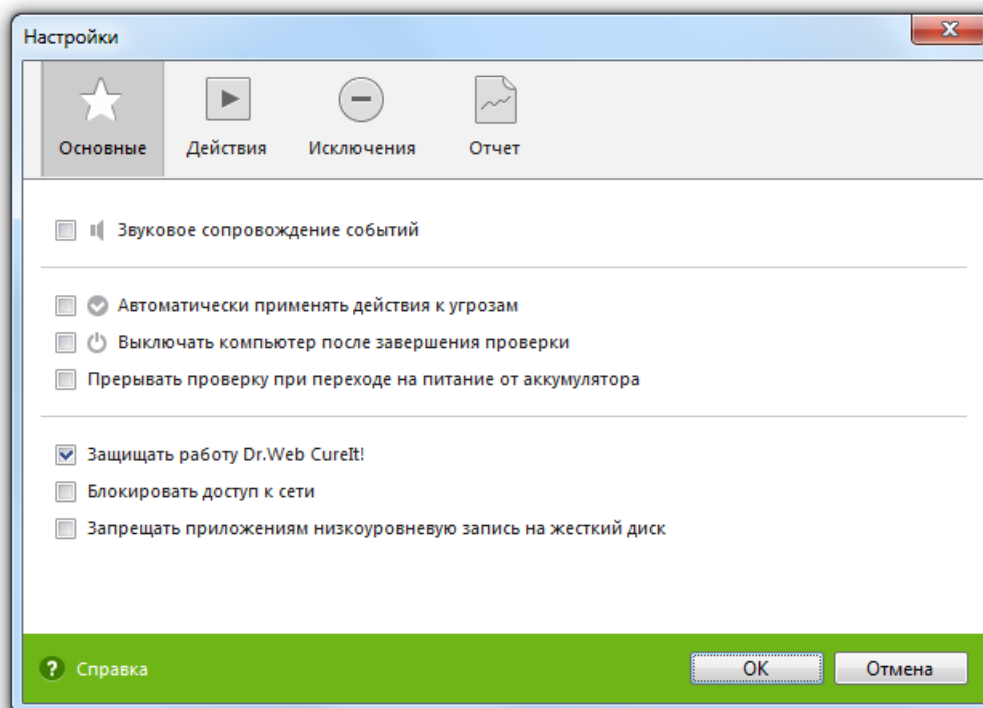 Настройки
Основные Действия Исключения Отчет
Звуковое сопровождение событий
Автоматически применять действия к угрозам
Выключать компьютер после завершения проверки
Прерывать проверку при переходе на питание от аккумулятора
Защищать работу Dr.Web CureIt!
Блокировать доступ к сети
Запрещать приложениям низкоуровневую запись на жесткий диск
? Справка OK Отмена